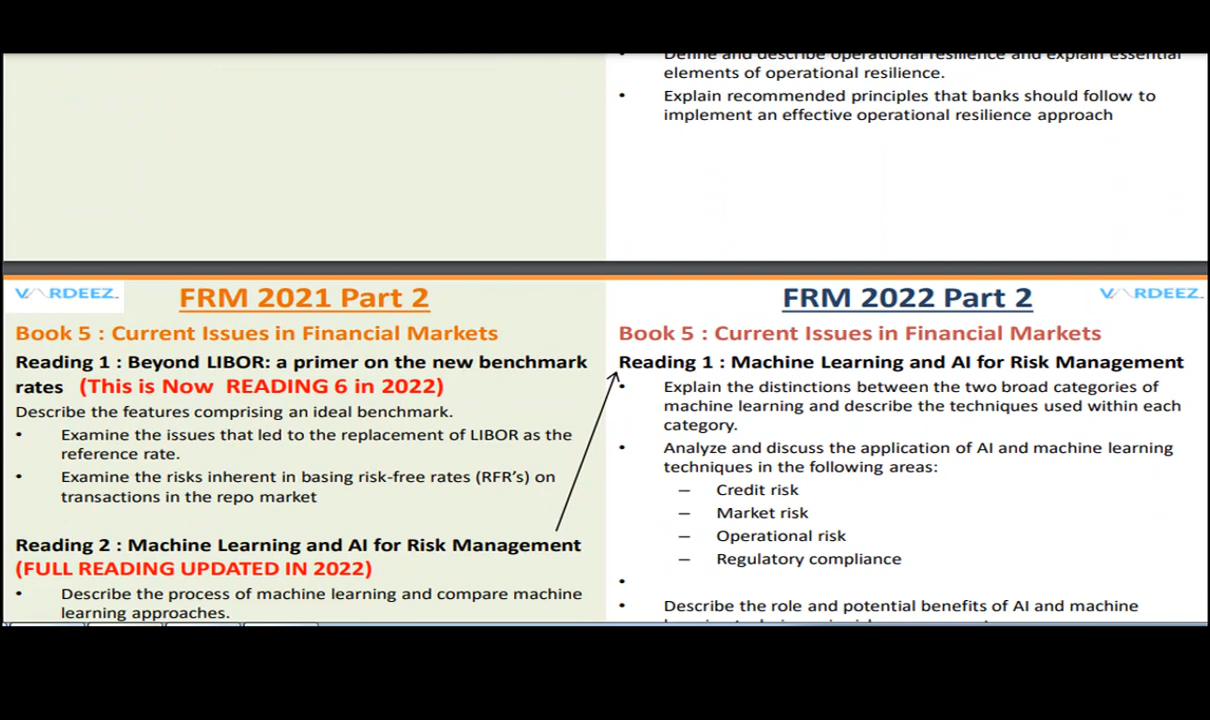 Define and describe operational resilience and explain essential
elements of operational resilience.
• Explain recommended principles that banks should follow to
implement an effective operational resilience approach
VARDEEZ
FRM 2021 Part 2
Book 5 : Current Issues in Financial Markets
Reading 1 : Beyond LIBOR: a primer on the new benchmark
rates (This is Now READING 6 in 2022)
Describe the features comprising an ideal benchmark.
• Examine the issues that led to the replacement of LIBOR as the
reference rate.
• Examine the risks inherent in basing risk-free rates (RFR's) on
transactions in the repo market
Reading 2 : Machine Learning and AI for Risk Management
(FULL READING UPDATED IN 2022)
• Describe the process of machine learning and compare machine
learning approaches.
FRM 2022 Part 2
VARDEEZ
Book 5 : Current Issues in Financial Markets
Reading 1 : Machine Learning and AI for Risk Management
• Explain the distinctions between the two broad categories of
machine learning and describe the techniques used within each
category.
• Analyze and discuss the application of AI and machine learning
techniques in the following areas:
– Credit risk
– Market risk
– Operational risk
– Regulatory compliance
•
• Describe the role and potential benefits of AI and machine